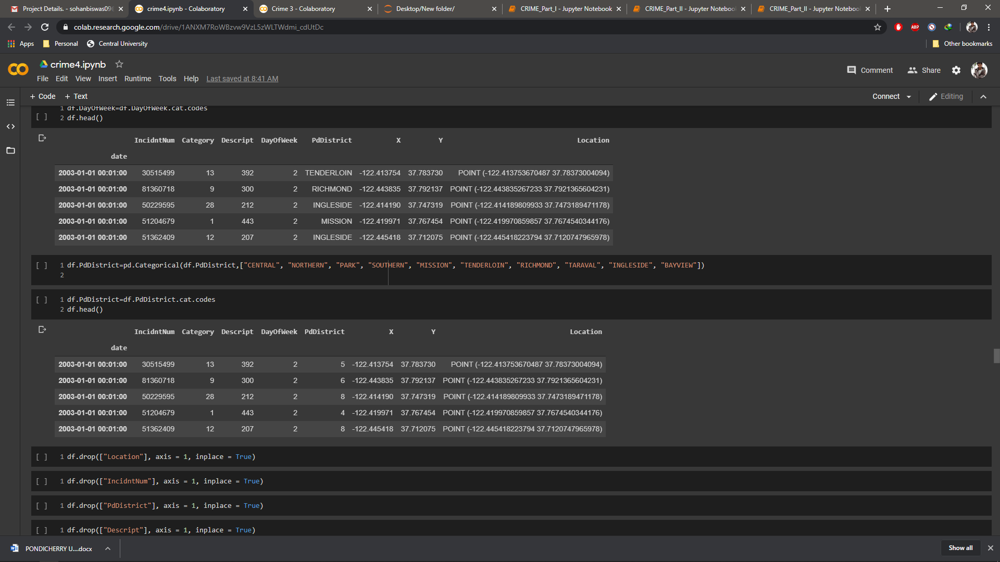 Project Details. - sohanbiswas09
crime4.ipynb - Colaboratory
Crime 3 - Colaboratory
Desktop/New folder/
CRIME_Part_I - Jupyter Notebook
CRIME_Part_II - Jupyter Notebook
CRIME_Part_II - Jupyter Notebook
colab.research.google.com/drive/1ANXM7RoWBzvw9VzL5zWLTWdmi_cdUtDc
ABP
Apps Personal Central University Other bookmarks
crime4.ipynb
Comment Share
File Edit View Insert Runtime Tools Help Last saved at 8:41 AM
+ Code + Text Connect Editing
1 df.DayOfWeek=df.DayOfWeek.cat.codes
[ ] 2 df.head()
IncidntNum Category Descript DayOfWeek PdDistrict X Y Location
date
2003-01-01 00:01:00 30515499 13 392 2 TENDERLOIN -122.413754 37.783730 POINT (-122.413753670487 37.78373004094)
2003-01-01 00:01:00 81360718 9 300 2 RICHMOND -122.443835 37.792137 POINT (-122.443835267233 37.7921365604231)
2003-01-01 00:01:00 50229595 28 212 2 INGLESIDE -122.414190 37.747319 POINT (-122.414189809933 37.7473189471178)
2003-01-01 00:01:00 51204679 1 443 2 MISSION -122.419971 37.767454 POINT (-122.419970859857 37.7674540344176)
2003-01-01 00:01:00 51362409 12 207 2 INGLESIDE -122.445418 37.712075 POINT (-122.445418223794 37.7120747965978)
[ ] 1 df.PdDistrict=pd.Categorical(df.PdDistrict,["CENTRAL", "NORTHERN", "PARK", "SOUTHERN", "MISSION", "TENDERLOIN", "RICHMOND", "TARAVAL", "INGLESIDE", "BAYVIEW"])
2
[ ] 1 df.PdDistrict=df.PdDistrict.cat.codes
2 df.head()
IncidntNum Category Descript DayOfWeek PdDistrict X Y Location
date
2003-01-01 00:01:00 30515499 13 392 2 5 -122.413754 37.783730 POINT (-122.413753670487 37.78373004094)
2003-01-01 00:01:00 81360718 9 300 2 6 -122.443835 37.792137 POINT (-122.443835267233 37.7921365604231)
2003-01-01 00:01:00 50229595 28 212 2 8 -122.414190 37.747319 POINT (-122.414189809933 37.7473189471178)
2003-01-01 00:01:00 51204679 1 443 2 4 -122.419971 37.767454 POINT (-122.419970859857 37.7674540344176)
2003-01-01 00:01:00 51362409 12 207 2 8 -122.445418 37.712075 POINT (-122.445418223794 37.7120747965978)
[ ] 1 df.drop(["Location"], axis = 1, inplace = True)
[ ] 1 df.drop(["IncidntNum"], axis = 1, inplace = True)
[ ] 1 df.drop(["PdDistrict"], axis = 1, inplace = True)
[ ] 1 df.drop(["Descript"], axis = 1, inplace = True)
PONDICHERRY U....docx Show all